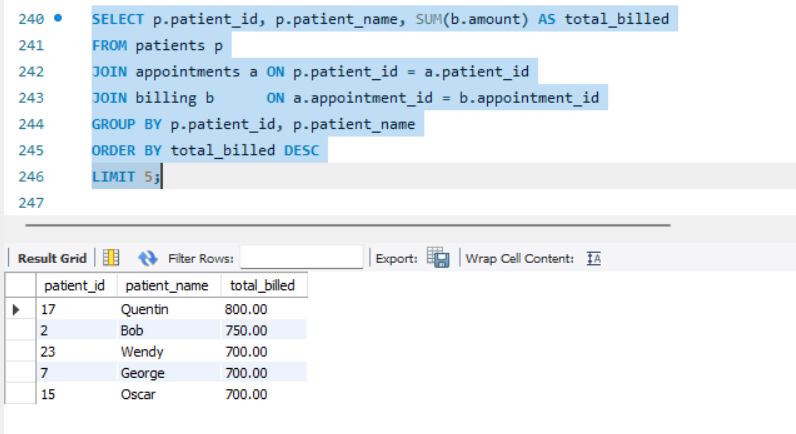 240 SELECT p.patient_id, p.patient_name, SUM(b.amount) AS total_billed
241 FROM patients p
242 JOIN appointments a ON p.patient_id = a.patient_id
243 JOIN billing b      ON a.appointment_id = b.appointment_id
244 GROUP BY p.patient_id, p.patient_name
245 ORDER BY total_billed DESC
246 LIMIT 5;
247
Result Grid Filter Rows: Export: Wrap Cell Content: IA
patient_id patient_name total_billed
17 Quentin 800.00
2 Bob 750.00
23 Wendy 700.00
7 George 700.00
15 Oscar 700.00